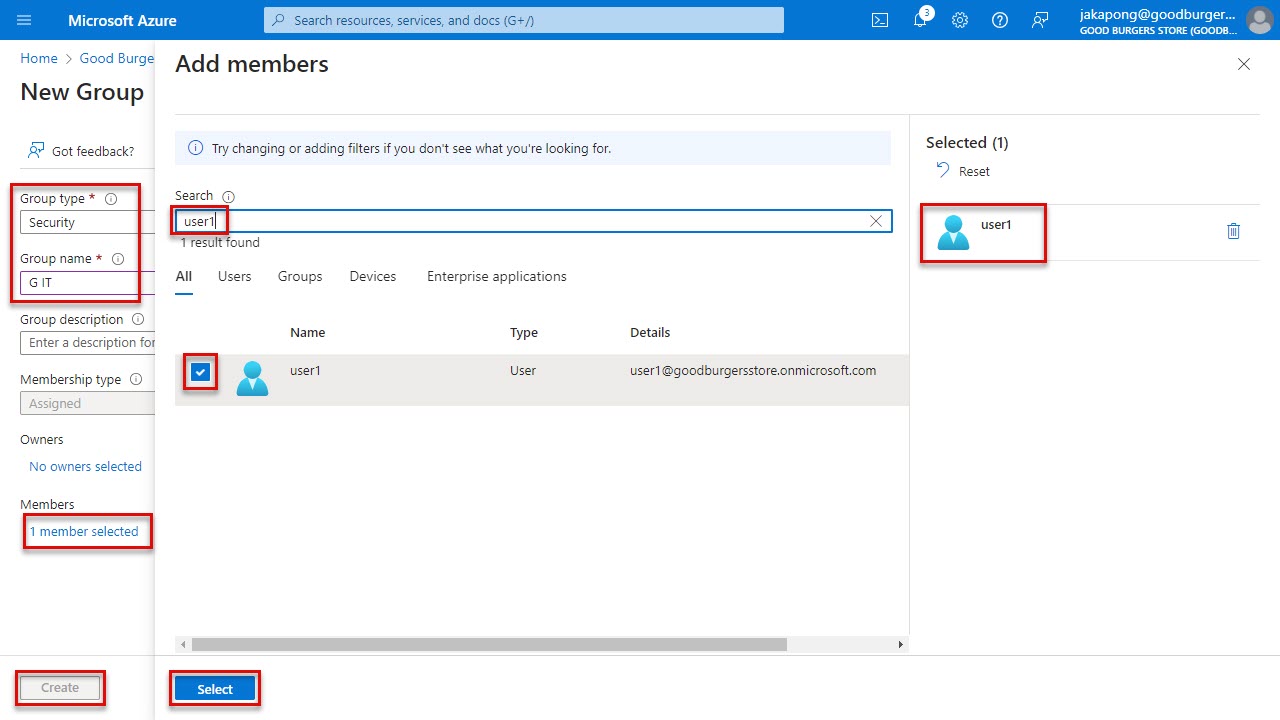 Microsoft Azure
Search resources, services, and docs (G+/)
3
jakapong@goodburger...
GOOD BURGERS STORE (GOODB...
Home > Good Burge
New Group
Got feedback?
Group type *
Security
Group name *
G IT
Group description
Enter a description for
Membership type
Assigned
Owners
No owners selected
Members
1 member selected
Create
Add members
Try changing or adding filters if you don't see what you're looking for.
Search
user1
1 result found
All Users Groups Devices Enterprise applications
Name Type Details
user1 User user1@goodburgersstore.onmicrosoft.com
Select
Selected (1)
Reset
user1